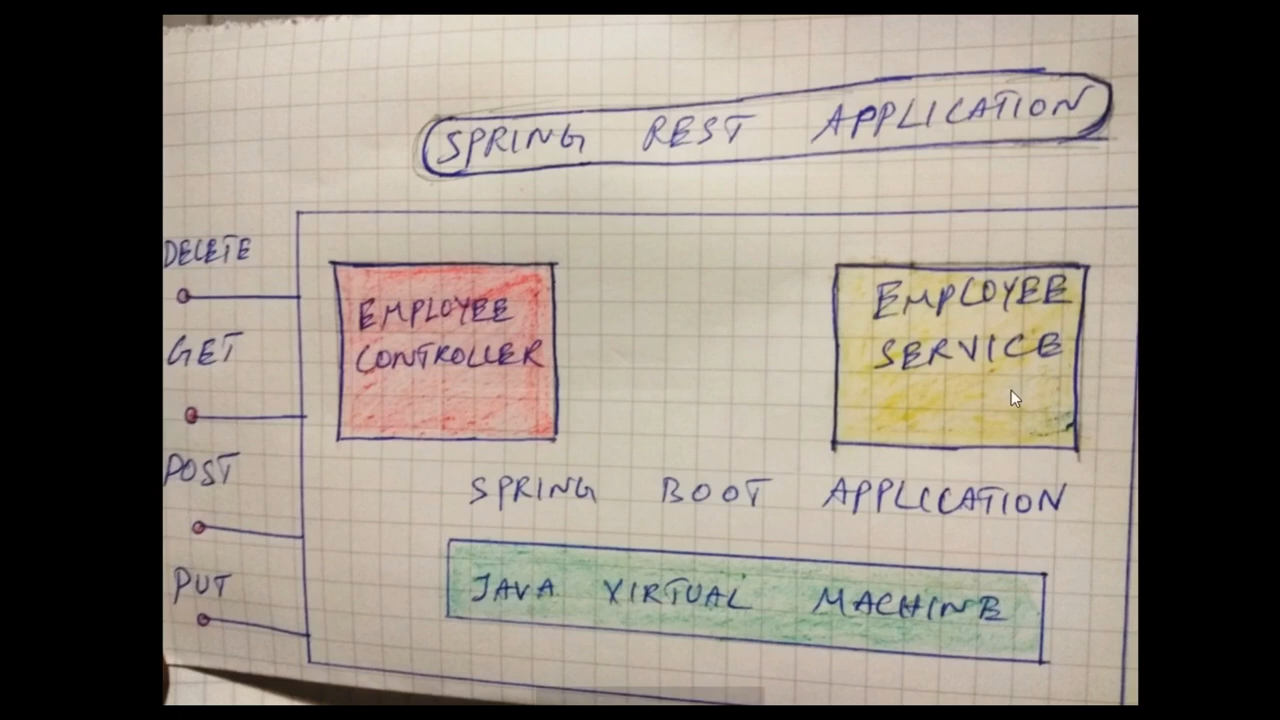 SPRING REST APPLICATION
DELETE
GET
POST
PUT
EMPLOYEE
CONTROLLER
EMPLOYEE
SERVICE
SPRING BOOT APPLICATION
JAVA VIRTUAL MACHINE